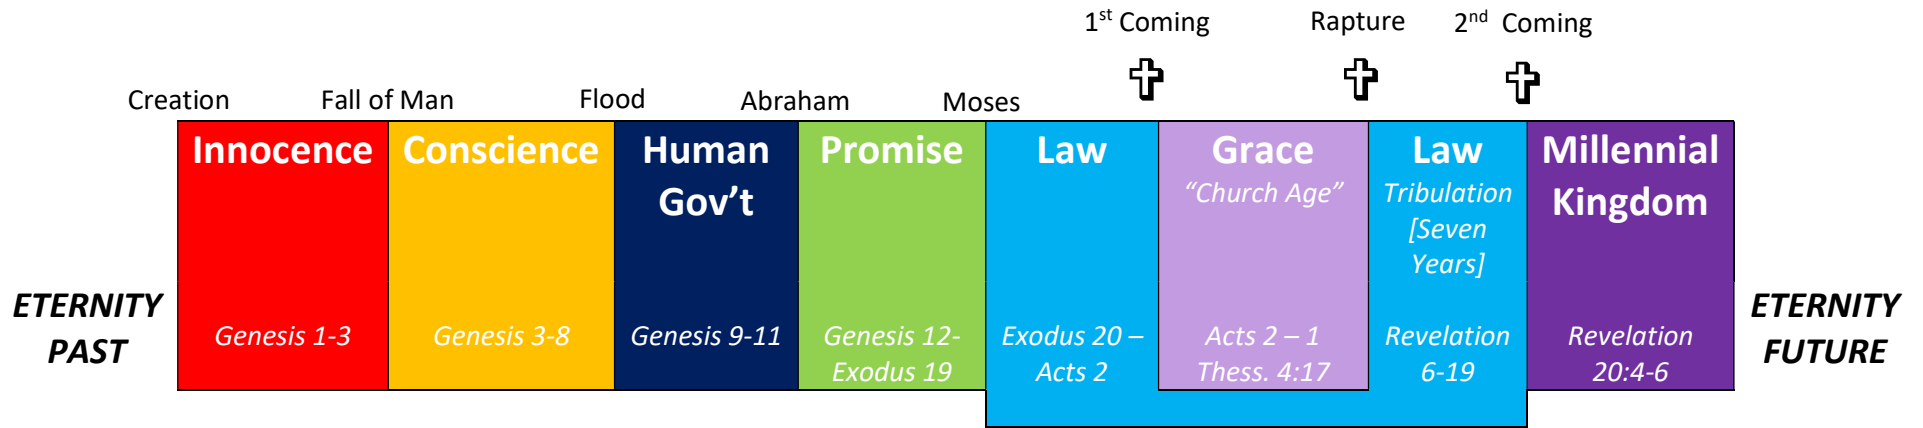 1st Coming
Rapture
2nd Coming
Creation
Fall of Man
Flood
Abraham
Moses
ETERNITY
PAST
Innocence
Genesis 1-3
Conscience
Genesis 3-8
Human
Gov’t
Genesis 9-11
Promise
Genesis 12-
Exodus 19
Law
Exodus 20 –
Acts 2
Grace
“Church Age”
Acts 2 – 1
Thess. 4:17
Law
Tribulation
[Seven
Years]
Revelation
6-19
Millennial
Kingdom
Revelation
20:4-6
ETERNITY
FUTURE